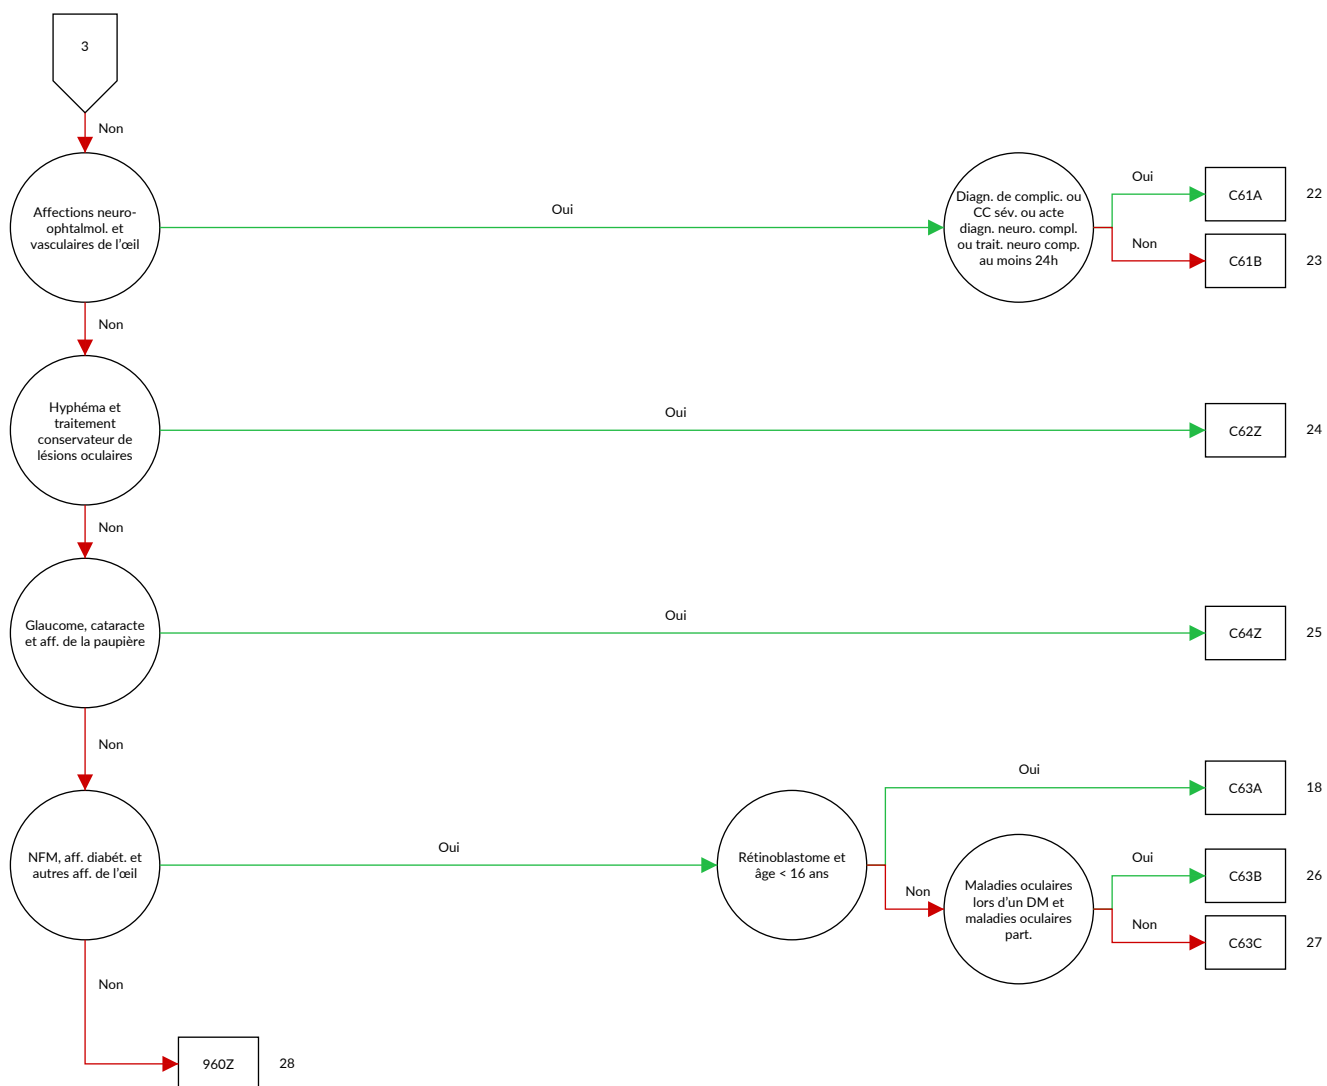 3
Non
Affections neuro-
ophtalmol. et
vasculaires de l'œil
Oui
Diagn. de complic. ou
CC sév. ou acte
diagn. neuro. compl.
ou trait. neuro comp.
au moins 24h
Oui
C61A
22
Non
C61B
23
Non
Hyphéma et
traitement
conservateur de
lésions oculaires
Oui
C62Z
24
Non
Glaucome, cataracte
et aff. de la paupière
Oui
C64Z
25
Non
NFM, aff. diabét. et
autres aff. de l'œil
Oui
Rétinoblastome et
âge < 16 ans
Oui
C63A
18
Non
Maladies oculaires
lors d'un DM et
maladies oculaires
part.
Oui
C63B
26
Non
C63C
27
Non
960Z
28